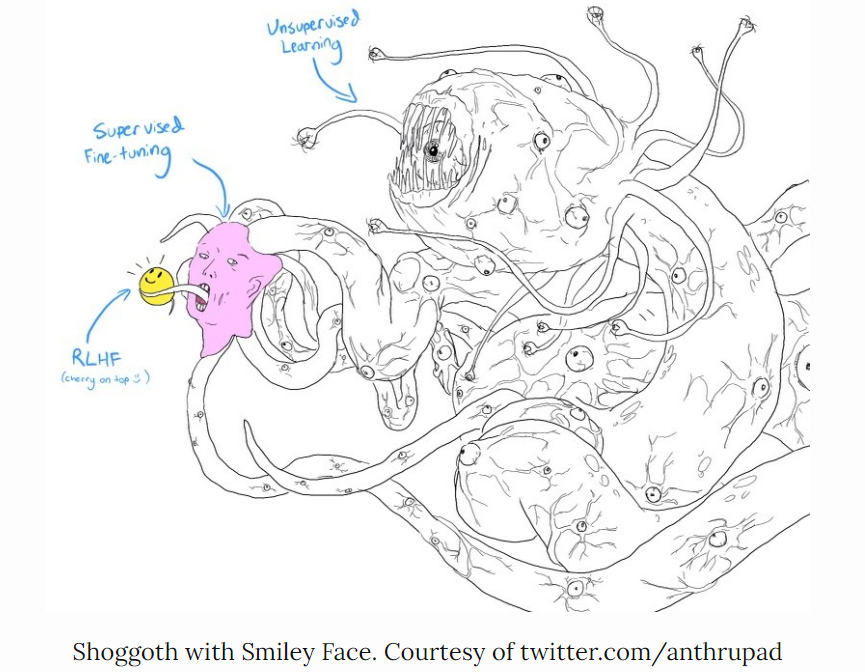 Unsupervised
Learning
Supervised
Fine-tuning
RLHF
(cherry on top :))
Shoggoth with Smiley Face. Courtesy of twitter.com/anthrupad